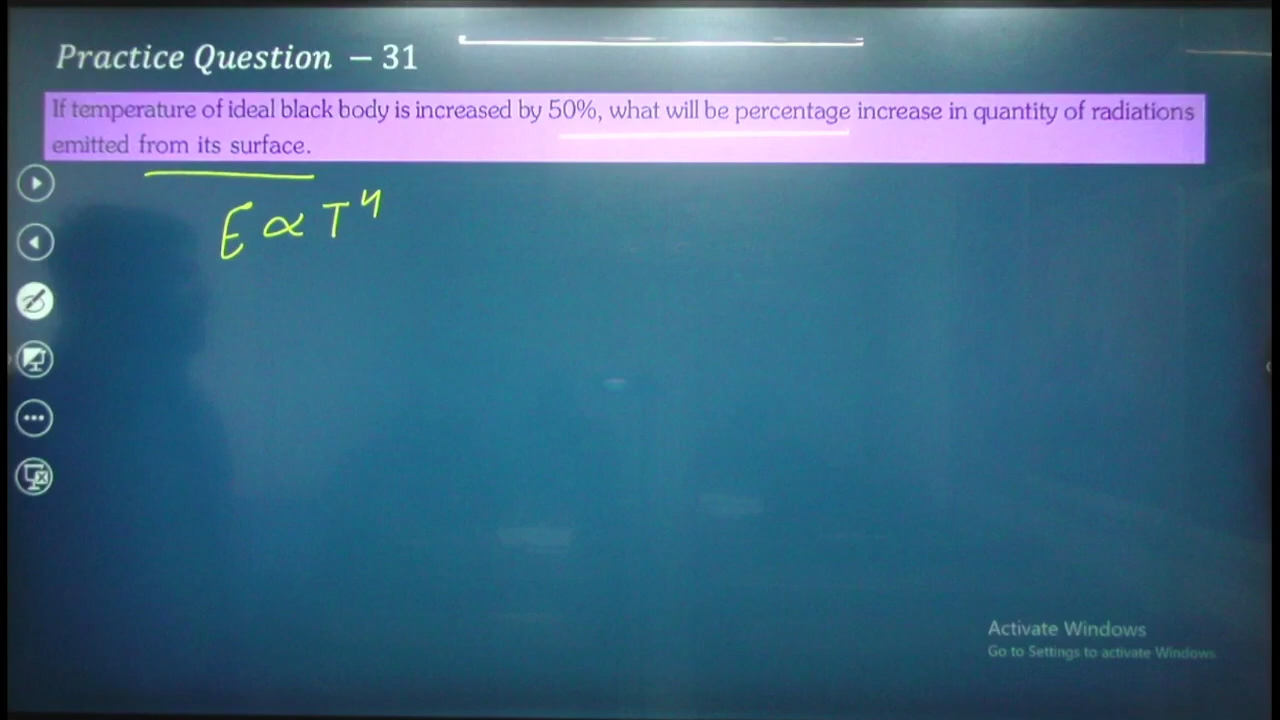 Practice Question – 31
If temperature of ideal black body is increased by 50%, what will be percentage increase in quantity of radiations
emitted from its surface.
E ∝ T⁴
Activate Windows
Go to Settings to activate Windows.